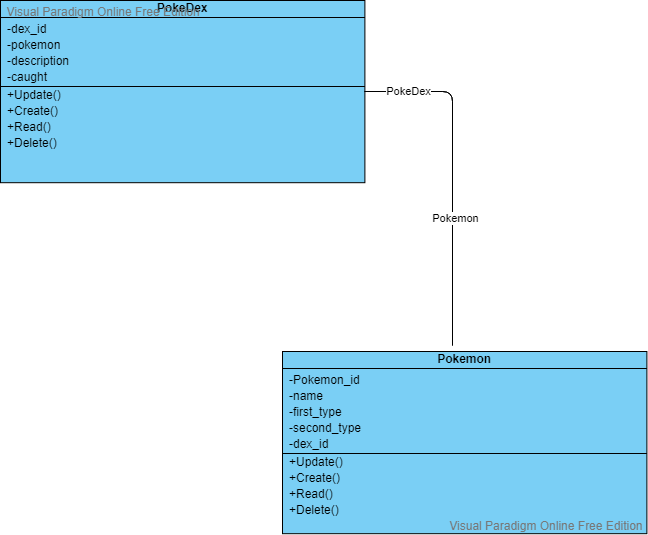 Visual Paradigm Online Free Edition
PokeDex
-dex_id
-pokemon
-description
-caught
+Update()
+Create()
+Read()
+Delete()
PokeDex
Pokemon
Pokemon
-Pokemon_id
-name
-first_type
-second_type
-dex_id
+Update()
+Create()
+Read()
+Delete()
Visual Paradigm Online Free Edition